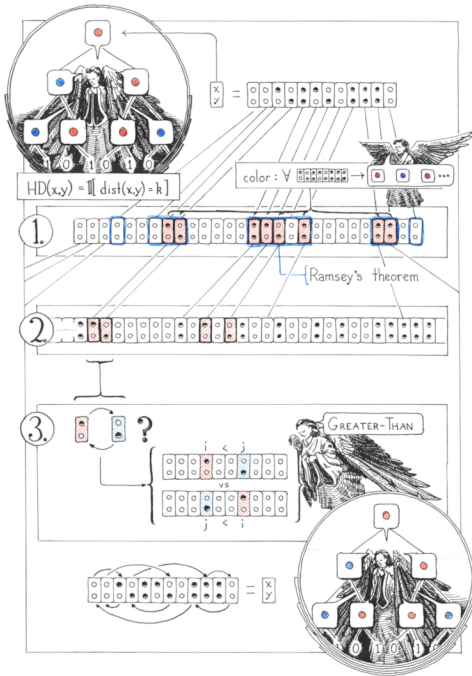 x
y
=
1 0 1 0 1 0
HD(x,y) = 𝟙[ dist(x,y)=k ]
color : ∀ → ...
1.
Ramsey's theorem
2.
3.
?
GREATER-THAN
i < j
vs
j < i
= x
y
0 1 0 1 0